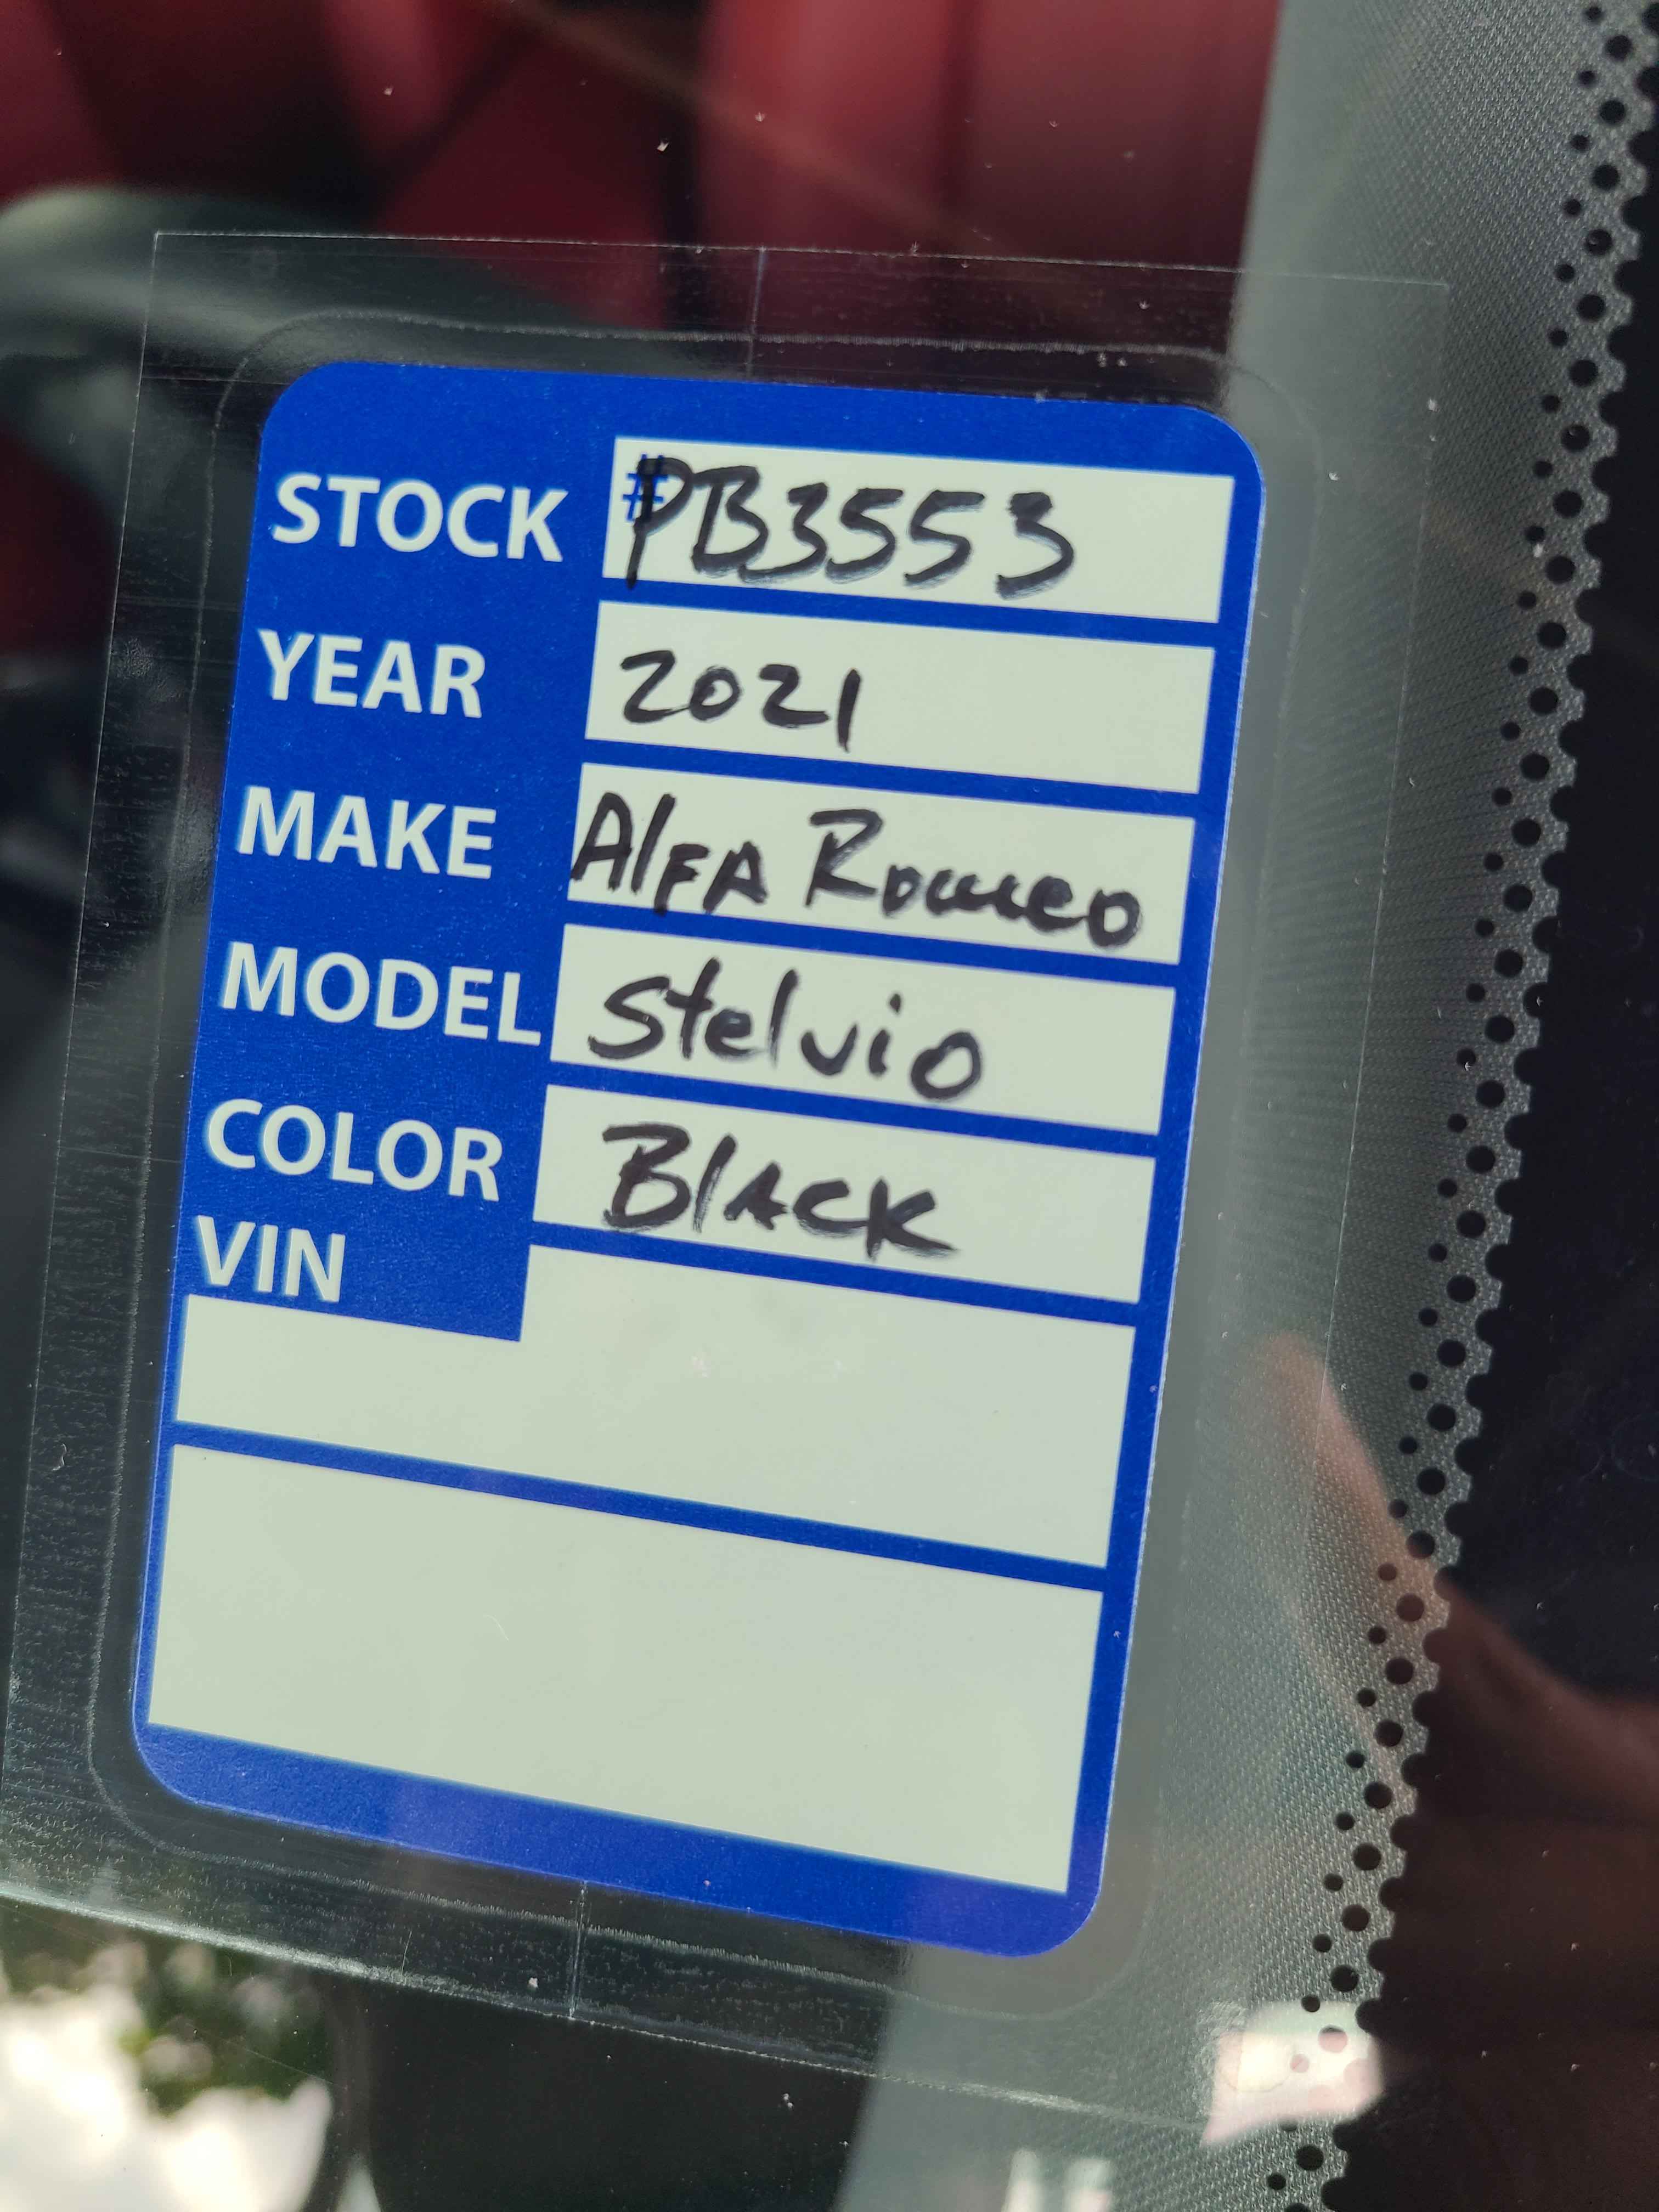 STOCK #PB3553
YEAR 2021
MAKE Alfa Romeo
MODEL Stelvio
COLOR Black
VIN